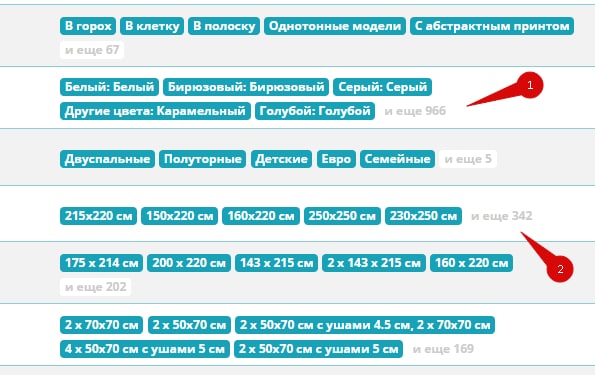 В горох В клетку В полоску Однотонные модели С абстрактным принтом
и еще 67
Белый: Белый Бирюзовый: Бирюзовый Серый: Серый
1
Другие цвета: Карамельный Голубой: Голубой и еще 966
Двуспальные Полуторные Детские Евро Семейные и еще 5
215x220 см 150x220 см 160x220 см 250x250 см 230x250 см и еще 342
175 x 214 см 200 x 220 см 143 x 215 см 2 x 143 x 215 см 160 x 220 см
2
и еще 202
2 x 70x70 см 2 x 50x70 см 2 x 50x70 см с ушами 4.5 см, 2 x 70x70 см
4 x 50x70 см с ушами 5 см 2 x 50x70 см с ушами 5 см и еще 169